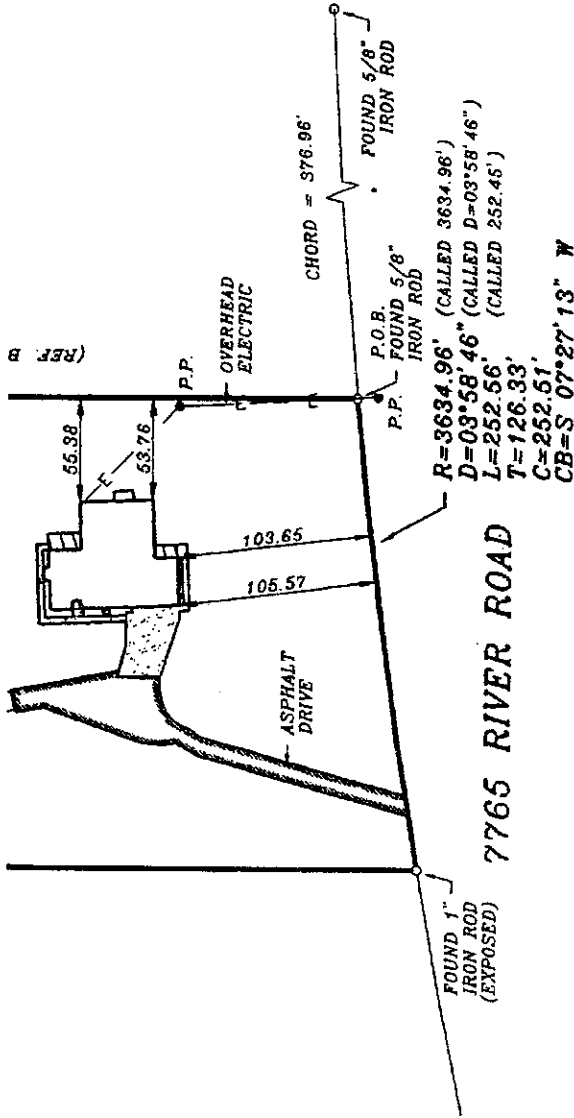 (REF. B
55.38
P.P.
OVERHEAD
ELECTRIC
E
53.76
E
CHORD = 376.96'
FOUND 5/8"
IRON ROD
103.65
105.57
P.O.B.
FOUND 5/8"
IRON ROD
P.P.
ASPHALT
DRIVE
R=3634.96' (CALLED 3634.96')
D=03°58'46" (CALLED D=03°58'46")
L=252.56' (CALLED 252.45')
T=126.33'
C=252.51'
CB=S 07°27'13" W
7765 RIVER ROAD
FOUND 1"
IRON ROD
(EXPOSED)